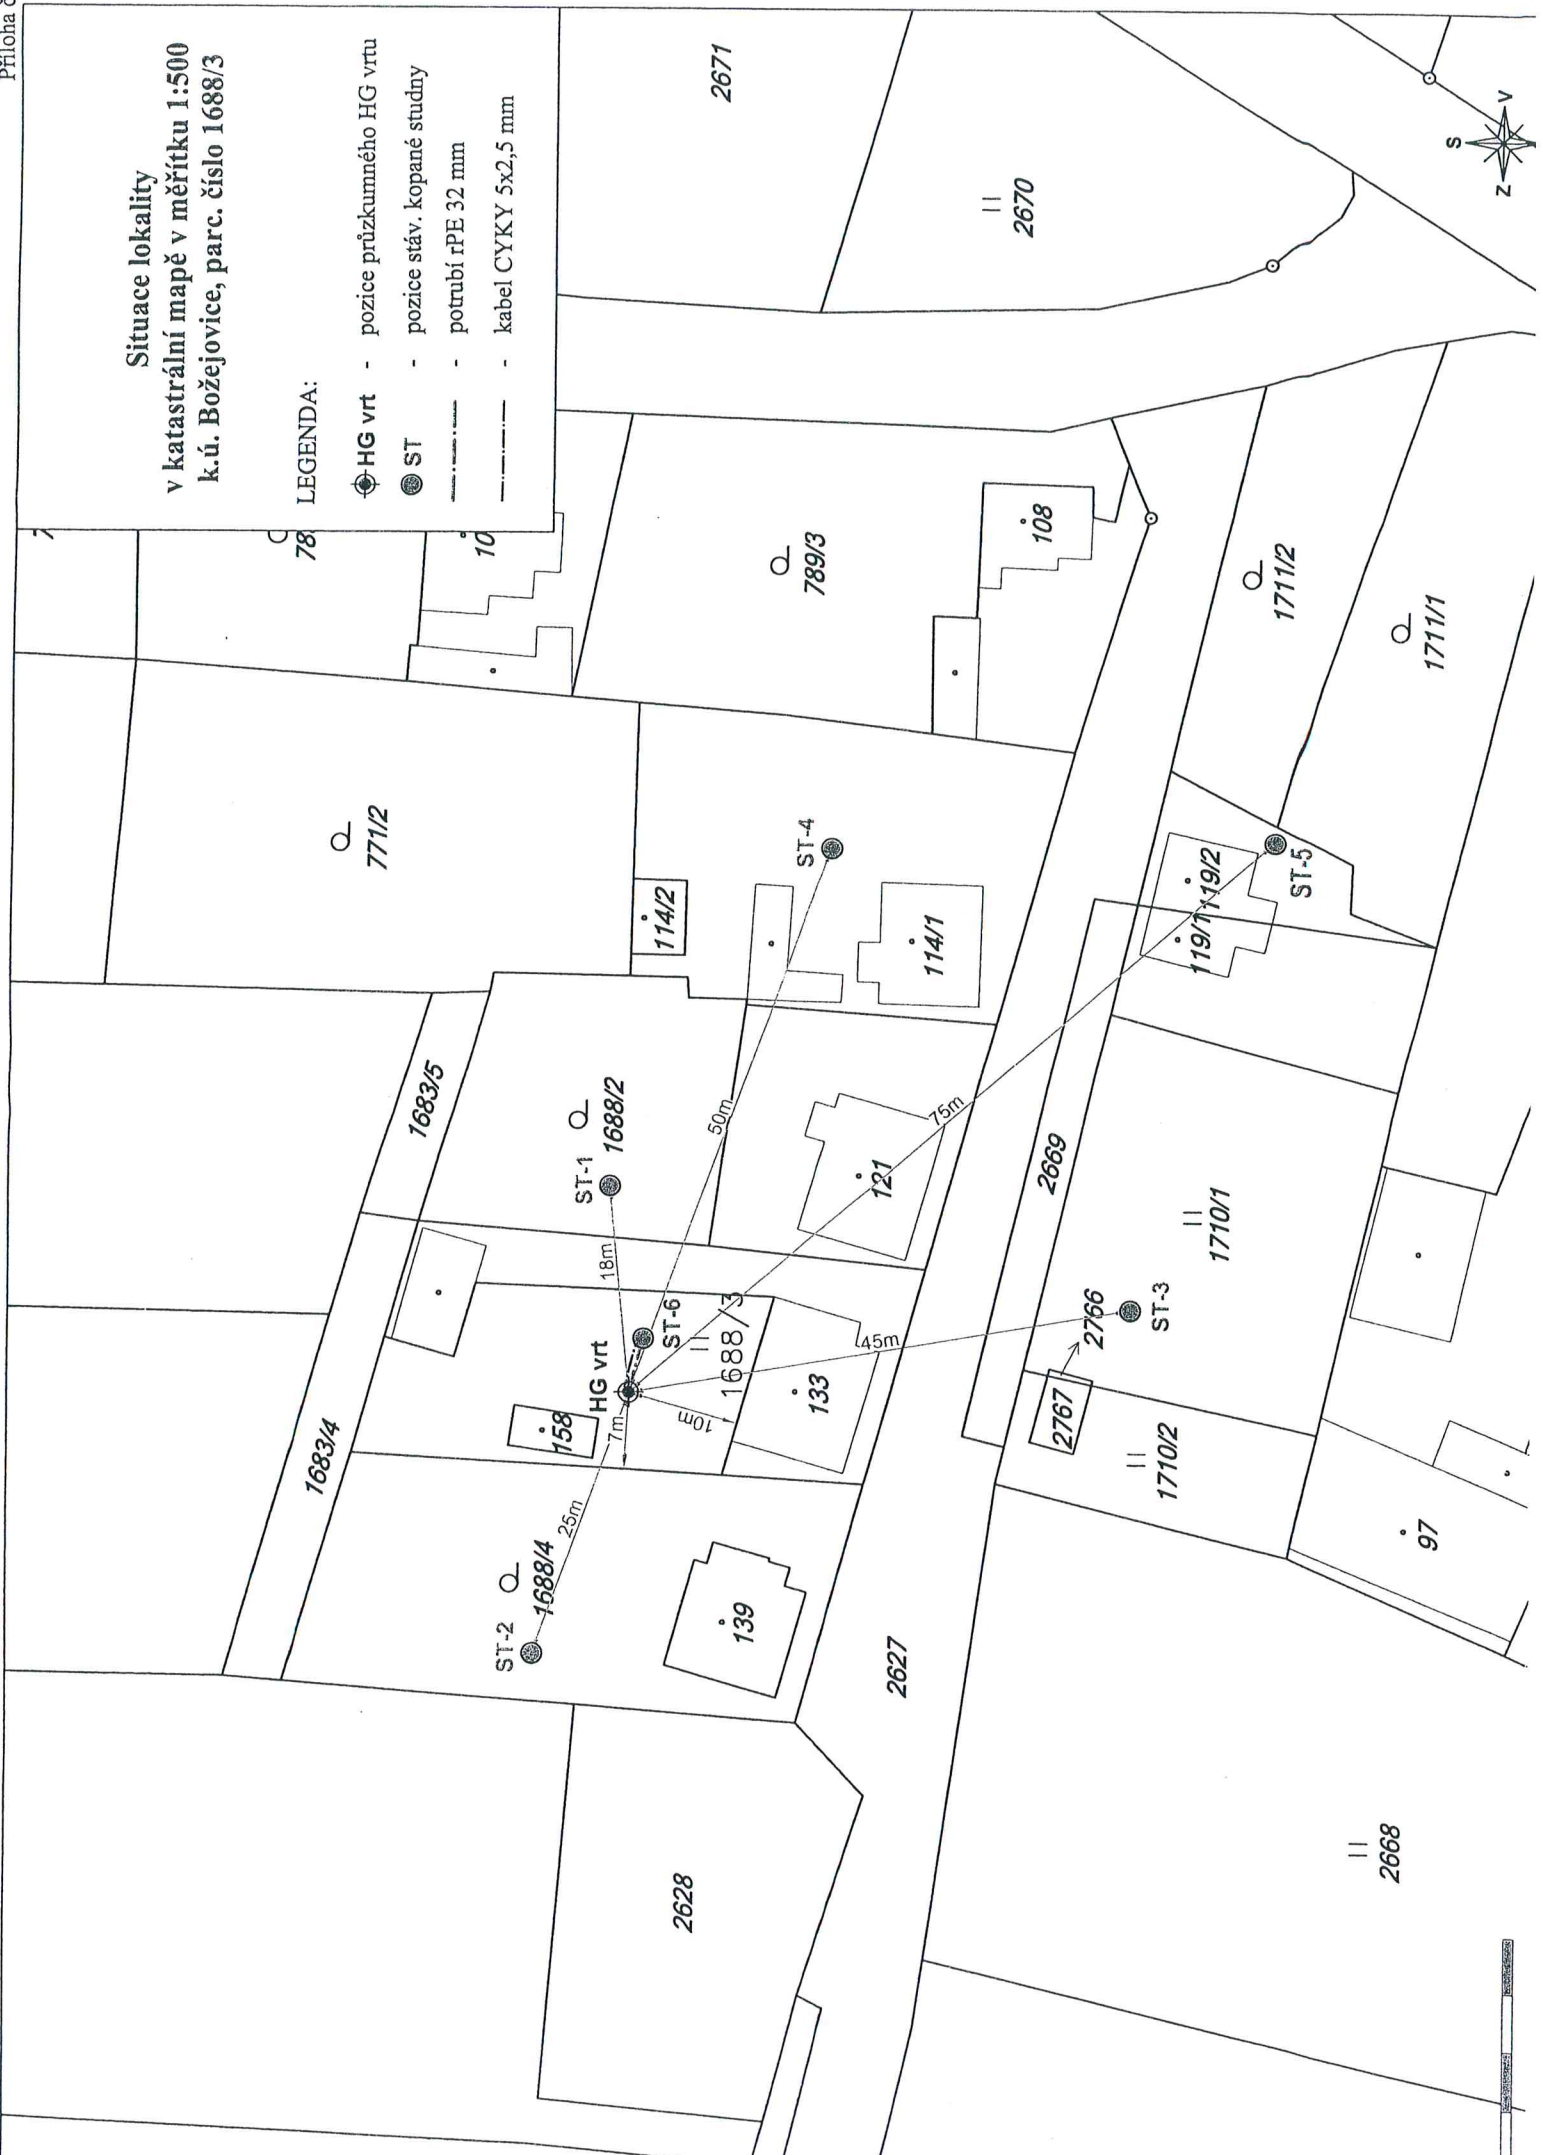 Příloha č
Situace lokality
v katastrální mapě v měřítku 1:500
k.ú. Božejovice, parc. číslo 1688/3
LEGENDA:
HG vrt - pozice průzkumného HG vrtu
ST - pozice stáv. kopané studny
- potrubí rPE 32 mm
- kabel CYKY 5x2,5 mm
7
78
10
2671
2670
S
Z
V
771/2
789/3
108
1711/2
1711/1
114/2
ST-4
114/1
119/1
119/2
ST-5
1683/5
1688/2
ST-1
50m
18m
121
75m
2669
1710/1
1683/4
HG vrt
ST-6
1688/3
158
7m
10m
133
45m
2766
ST-3
2767
1710/2
25m
1688/4
ST-2
139
2627
97
2628
2668